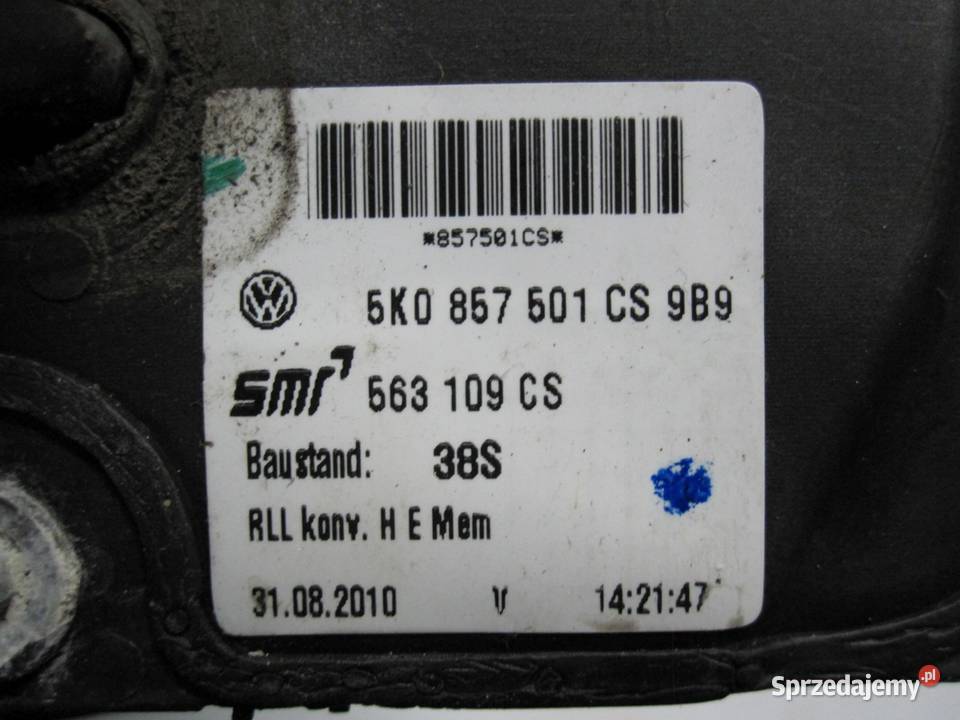 *857501CS*
5K0 857 501 CS 9B9
smr 563 109 CS
Baustand: 38S
RLL konv. H E Mem
31.08.2010 V 14:21:47
Sprzedajemy.pl